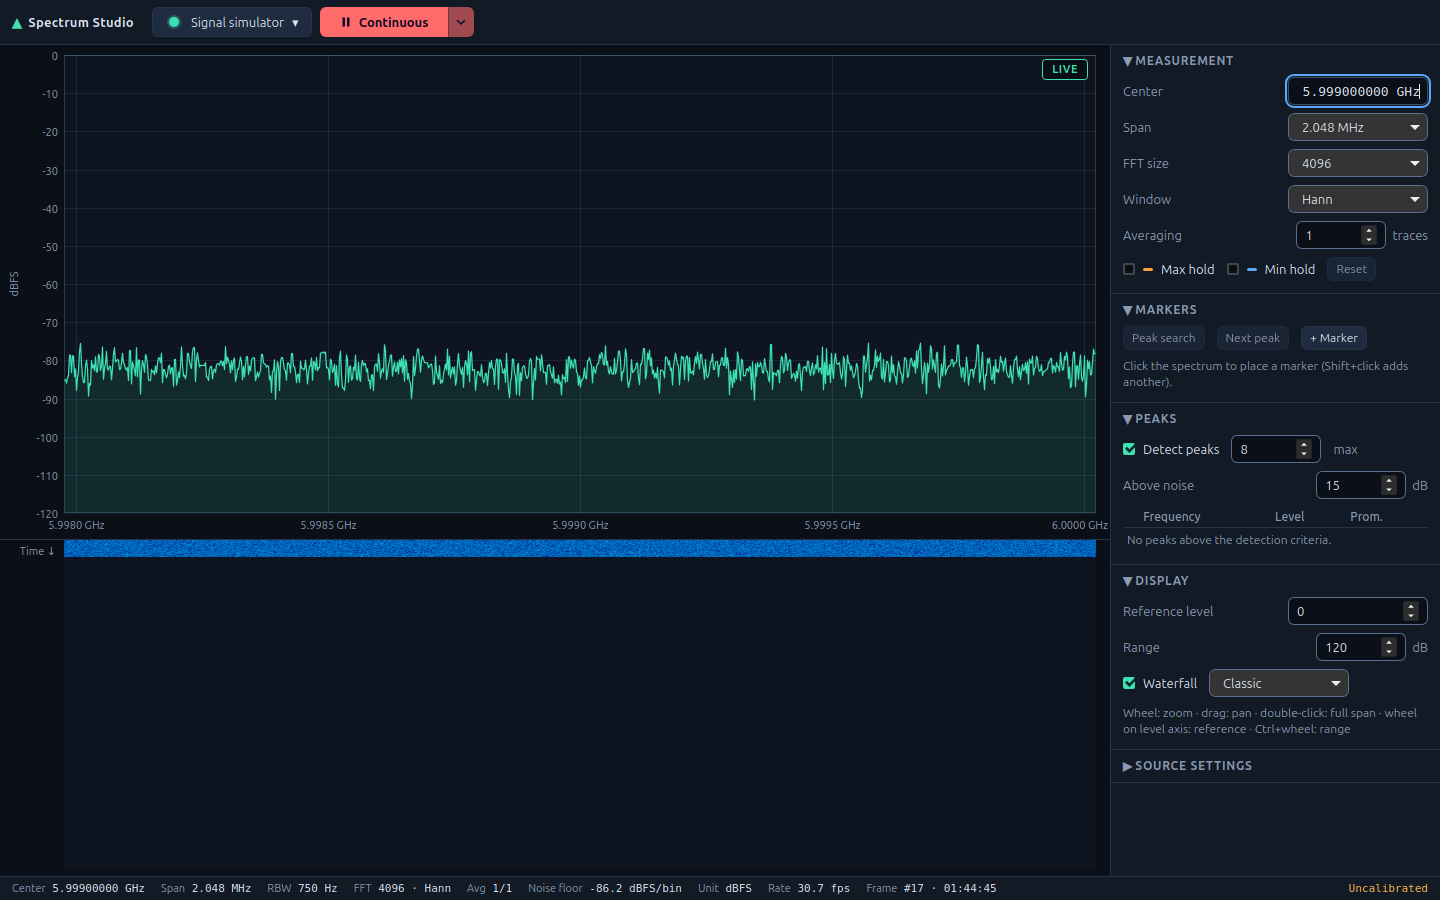 Spectrum Studio
Signal simulator ▾
Continuous
LIVE
0
-10
-20
-30
-40
-50
-60
-70
-80
-90
-100
-110
-120
dBFS
5.9980 GHz
5.9985 GHz
5.9990 GHz
5.9995 GHz
6.0000 GHz
Time ↓
▼ MEASUREMENT
Center 5.999000000 GHz
Span 2.048 MHz
FFT size 4096
Window Hann
Averaging 1 traces
Max hold Min hold Reset
▼ MARKERS
Peak search Next peak + Marker
Click the spectrum to place a marker (Shift+click adds
another).
▼ PEAKS
Detect peaks 8 max
Above noise 15 dB
Frequency Level Prom.
No peaks above the detection criteria.
▼ DISPLAY
Reference level 0
Range 120 dB
Waterfall Classic
Wheel: zoom · drag: pan · double-click: full span · wheel
on level axis: reference · Ctrl+wheel: range
▶ SOURCE SETTINGS
Center 5.99900000 GHz Span 2.048 MHz RBW 750 Hz FFT 4096 · Hann Avg 1/1 Noise floor -86.2 dBFS/bin Unit dBFS Rate 30.7 fps Frame #17 · 01:44:45 Uncalibrated